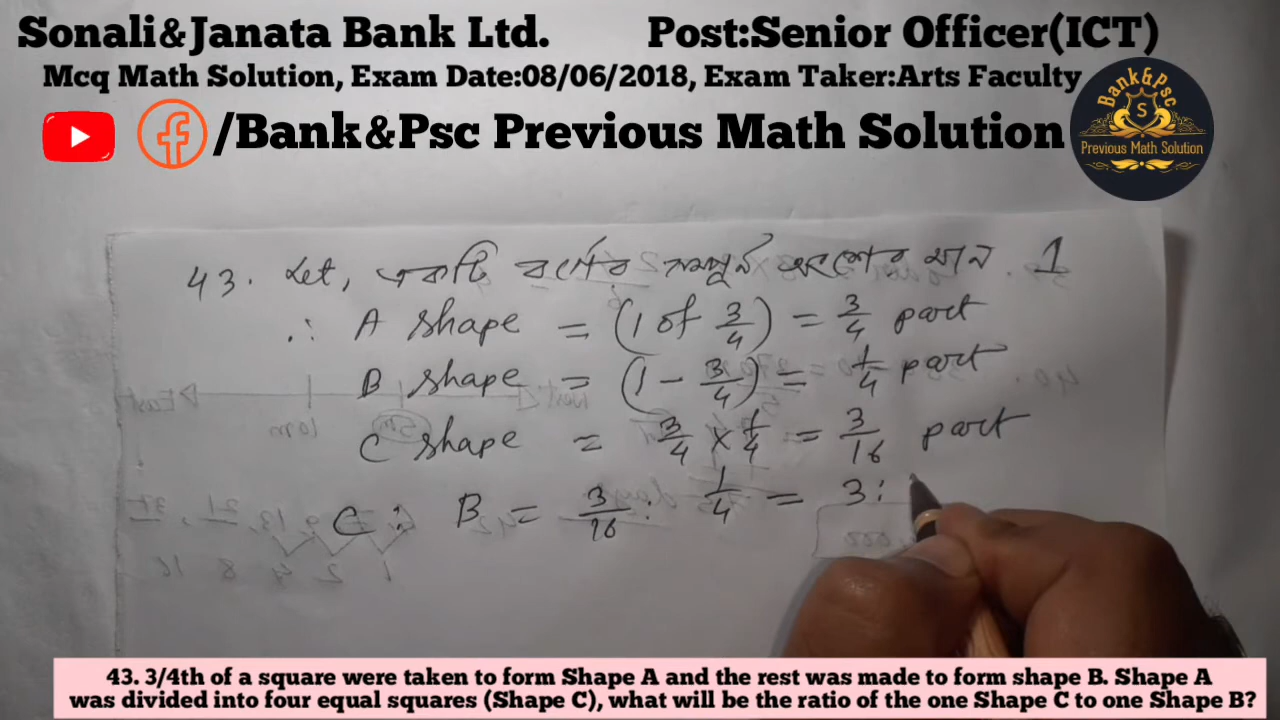 Sonali&Janata Bank Ltd. Post:Senior Officer(ICT)
Mcq Math Solution, Exam Date:08/06/2018, Exam Taker:Arts Faculty
/Bank&Psc Previous Math Solution
Bank&Psc
S
Previous Math Solution
43. Let, একটি বর্গের সম্পূর্ন অংশের মান 1
∴ A shape = (1 of 3/4) = 3/4 part
B shape = (1 - 3/4) = 1/4 part
C shape = 3/4 × 1/4 = 3/16 part
C : B = 3/16 : 1/4 = 3 :
43. 3/4th of a square were taken to form Shape A and the rest was made to form shape B. Shape A
was divided into four equal squares (Shape C), what will be the ratio of the one Shape C to one Shape B?